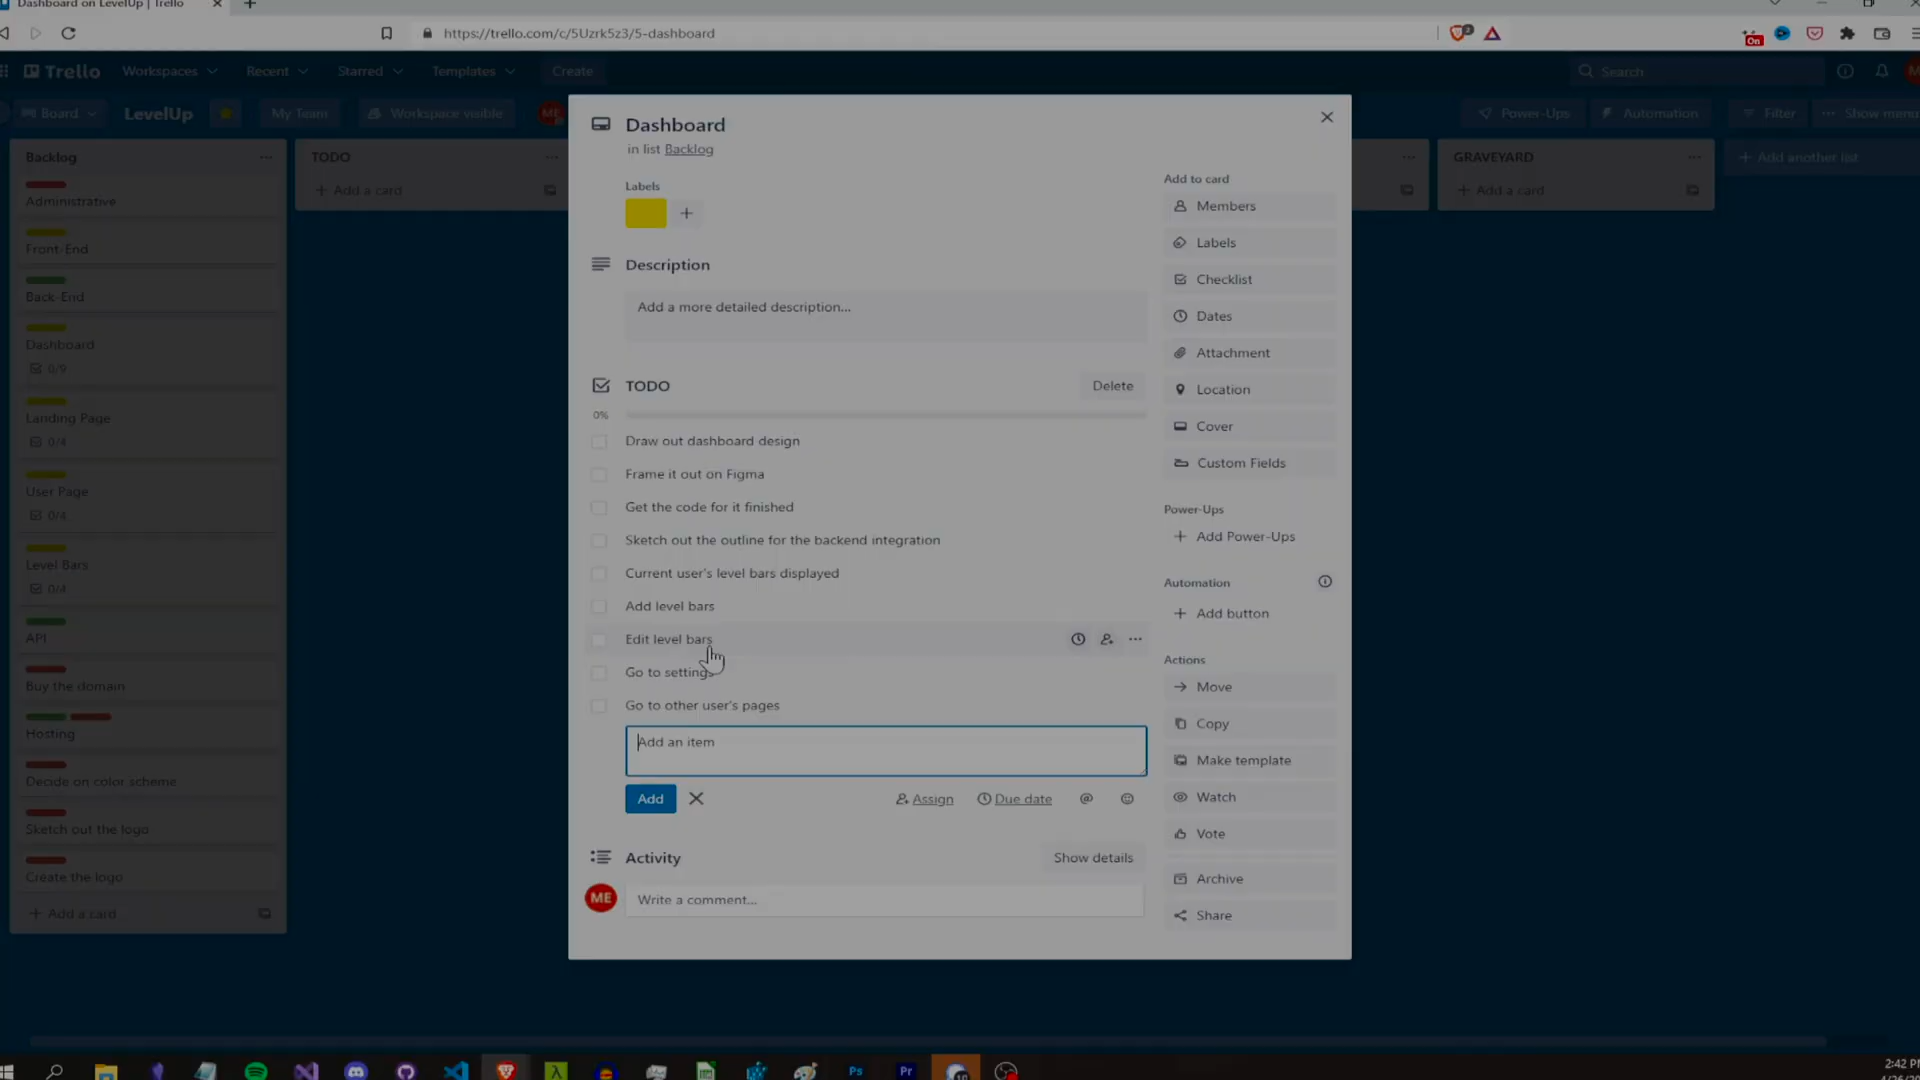 Dashboard on LevelUp | Trello
https://trello.com/c/5Uzrk5z3/5-dashboard
On
Trello
Workspaces
Recent
Starred
Templates
Create
Search
Board
LevelUp
My Team
Workspace visible
ME
Power-Ups
Automation
Filter
Show menu
Backlog
Administrative
Front-End
Back-End
Dashboard
0/9
Landing Page
0/4
User Page
0/4
Level Bars
0/4
API
Buy the domain
Hosting
Decide on color scheme
Sketch out the logo
Create the logo
+ Add a card
TODO
+ Add a card
Dashboard
in list Backlog
Labels
+
Description
Add a more detailed description...
TODO
Delete
0%
Draw out dashboard design
Frame it out on Figma
Get the code for it finished
Sketch out the outline for the backend integration
Current user's level bars displayed
Add level bars
Edit level bars
Go to settings
Go to other user's pages
Add an item
Add
Assign
Due date
@
Activity
Show details
ME
Write a comment...
Add to card
Members
Labels
Checklist
Dates
Attachment
Location
Cover
Custom Fields
Power-Ups
+ Add Power-Ups
Automation
+ Add button
Actions
Move
Copy
Make template
Watch
Vote
Archive
Share
GRAVEYARD
+ Add a card
+ Add another list
Ps
Pr
2:42 P